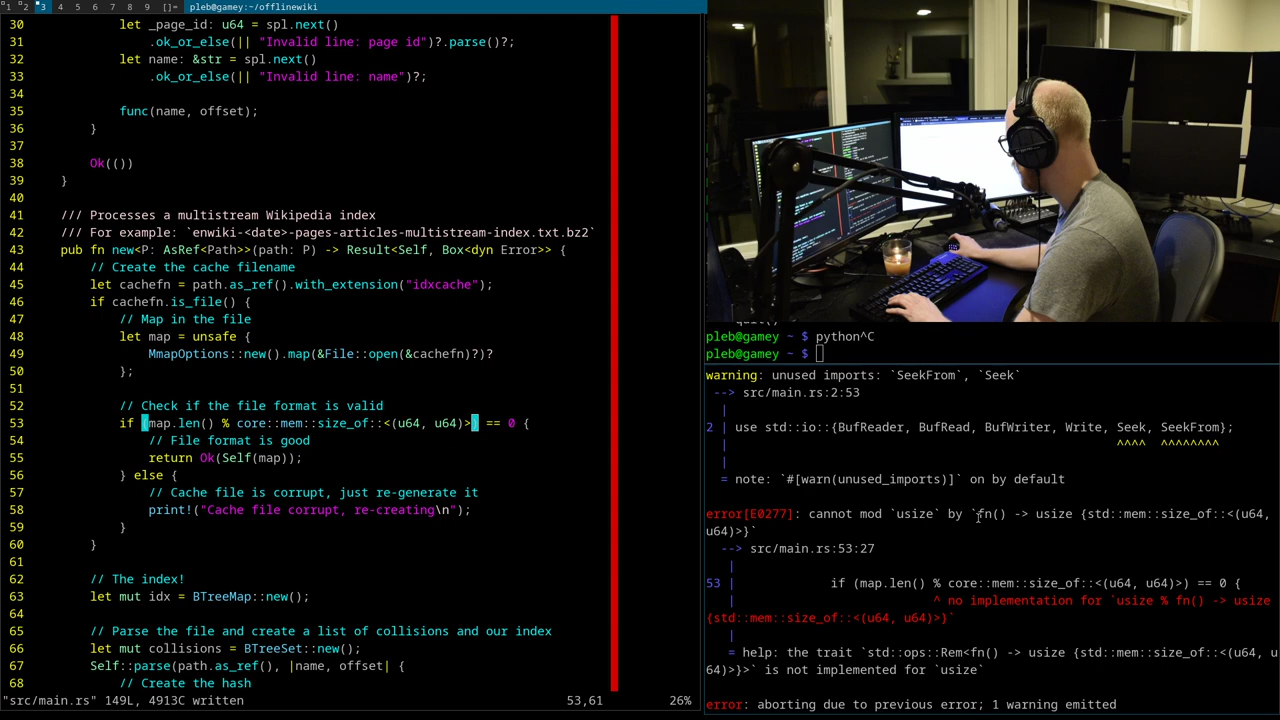 1 2 3 4 5 6 7 8 9 []= pleb@gamey:~/offlinewiki
30 let _page_id: u64 = spl.next()
31 .ok_or_else(|| "Invalid line: page id")?.parse()?;
32 let name: &str = spl.next()
33 .ok_or_else(|| "Invalid line: name")?;
34
35 func(name, offset);
36 }
37
38 Ok(())
39 }
40
41 /// Processes a multistream Wikipedia index
42 /// For example: `enwiki-<date>-pages-articles-multistream-index.txt.bz2`
43 pub fn new<P: AsRef<Path>>(path: P) -> Result<Self, Box<dyn Error>> {
44 // Create the cache filename
45 let cachefn = path.as_ref().with_extension("idxcache");
46 if cachefn.is_file() {
47 // Map in the file
48 let map = unsafe {
49 MmapOptions::new().map(&File::open(&cachefn)?)?
50 };
51
52 // Check if the file format is valid
53 if (map.len() % core::mem::size_of::<(u64, u64)>) == 0 {
54 // File format is good
55 return Ok(Self(map));
56 } else {
57 // Cache file is corrupt, just re-generate it
58 print!("Cache file corrupt, re-creating\n");
59 }
60 }
61
62 // The index!
63 let mut idx = BTreeMap::new();
64
65 // Parse the file and create a list of collisions and our index
66 let mut collisions = BTreeSet::new();
67 Self::parse(path.as_ref(), |name, offset| {
68 // Create the hash
"src/main.rs" 149L, 4913C written 53,61 26%
pleb@gamey ~ $ python^C
pleb@gamey ~ $
warning: unused imports: `SeekFrom`, `Seek`
--> src/main.rs:2:53
|
2 | use std::io::{BufReader, BufRead, BufWriter, Write, Seek, SeekFrom};
| ^^^^ ^^^^^^^^
|
= note: `#[warn(unused_imports)]` on by default
error[E0277]: cannot mod `usize` by `fn() -> usize {std::mem::size_of::<(u64,
u64)>}`
--> src/main.rs:53:27
|
53 | if (map.len() % core::mem::size_of::<(u64, u64)>) == 0 {
| ^ no implementation for `usize % fn() -> usize
{std::mem::size_of::<(u64, u64)>}`
|
= help: the trait `std::ops::Rem<fn() -> usize {std::mem::size_of::<(u64, u
64)>}>` is not implemented for `usize`
error: aborting due to previous error; 1 warning emitted